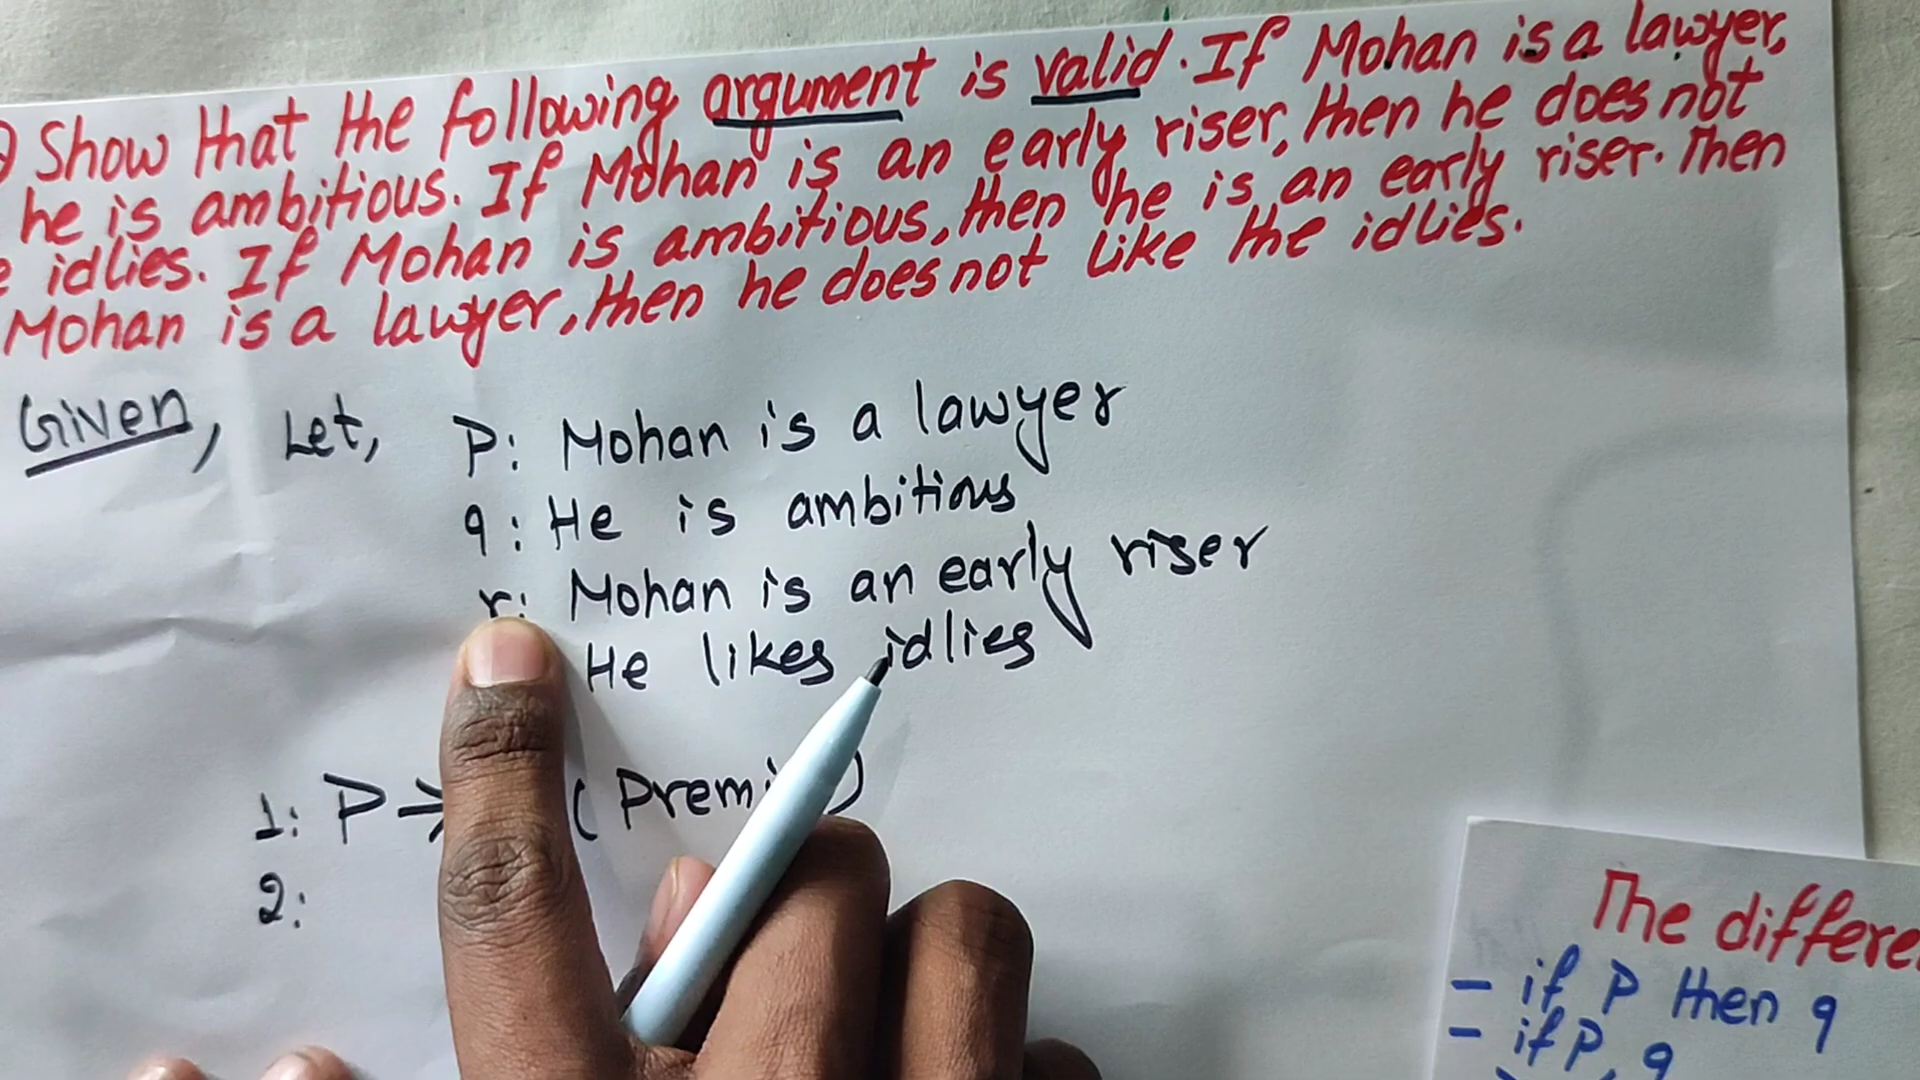 Show that the following argument is valid. If Mohan is a lawyer,
he is ambitious. If Mohan is an early riser, then he does not
idlies. If Mohan is ambitious, then he is an early riser. Then
Mohan is a lawyer, then he does not like the idlies.
Given, Let, P: Mohan is a lawyer
q: He is ambitious
r: Mohan is an early riser
He likes idlies
1: P → (Premi )
2:
The differe
- if P then q
- if P, q